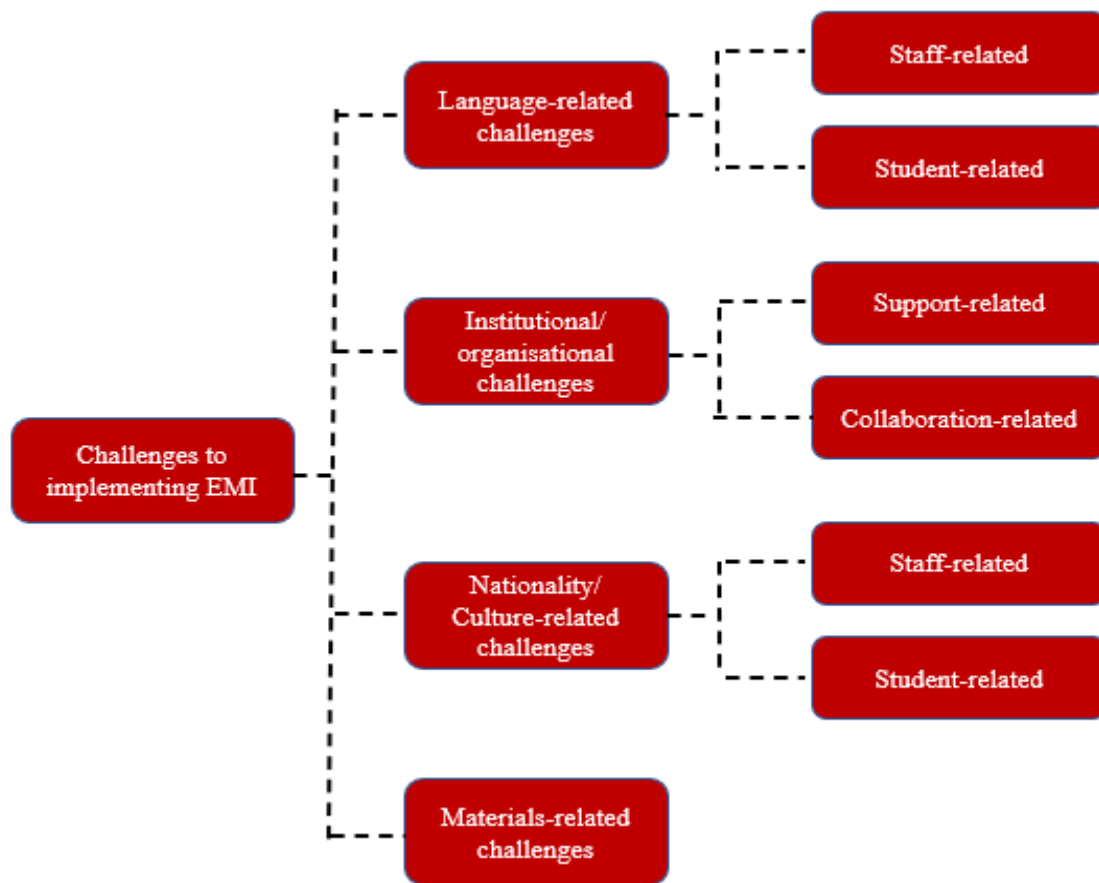 Challenges to
implementing EMI
Language-related
challenges
Staff-related
Student-related
Institutional/
organisational
challenges
Support-related
Collaboration-related
Nationality/
Culture-related
challenges
Staff-related
Student-related
Materials-related
challenges